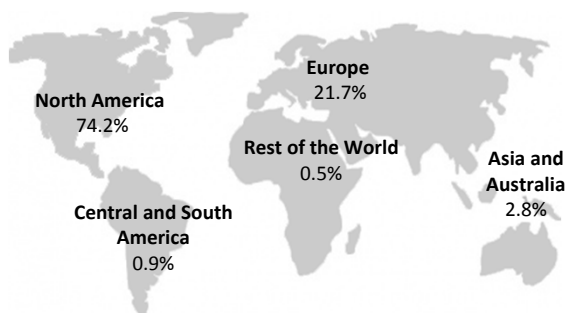 Europe
21.7%
North America
74.2%
Rest of the World
0.5%
Asia and
Australia
2.8%
Central and South
America
0.9%